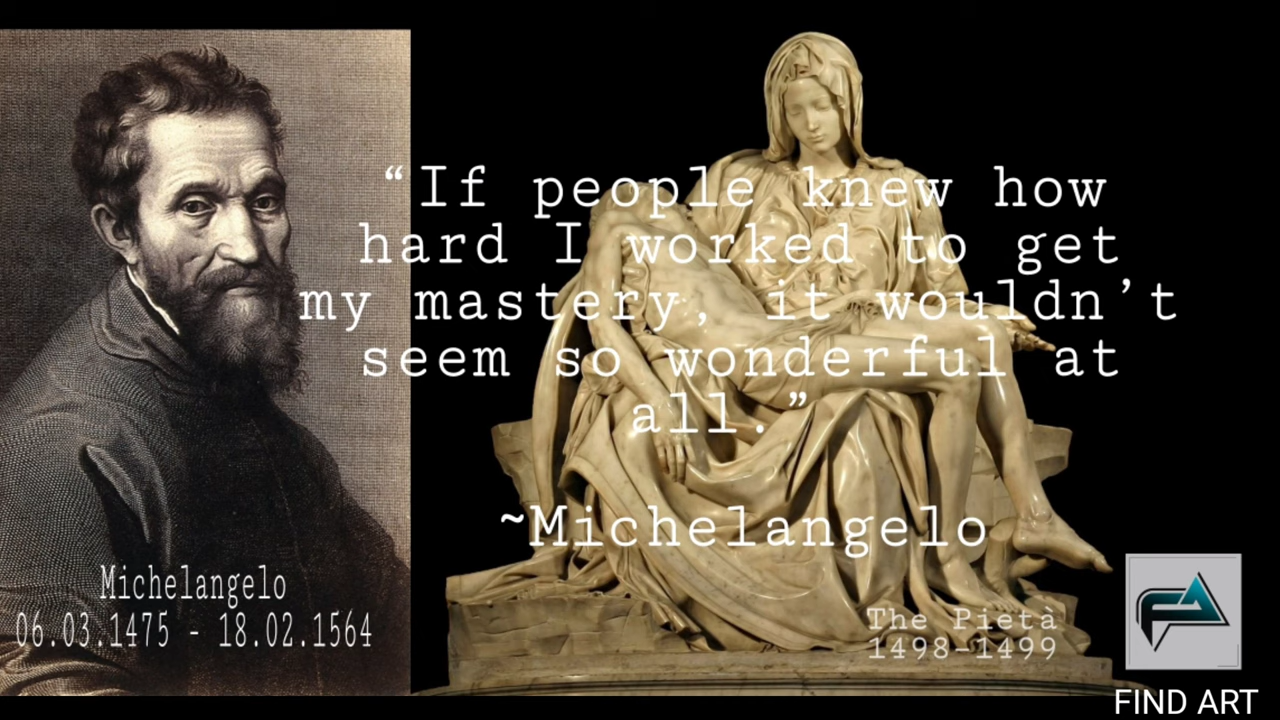 “If people knew how
hard I worked to get
my mastery, it wouldn’t
seem so wonderful at
all.”
~Michelangelo
Michelangelo
06.03.1475 - 18.02.1564
The Pietà
1498-1499
FIND ART